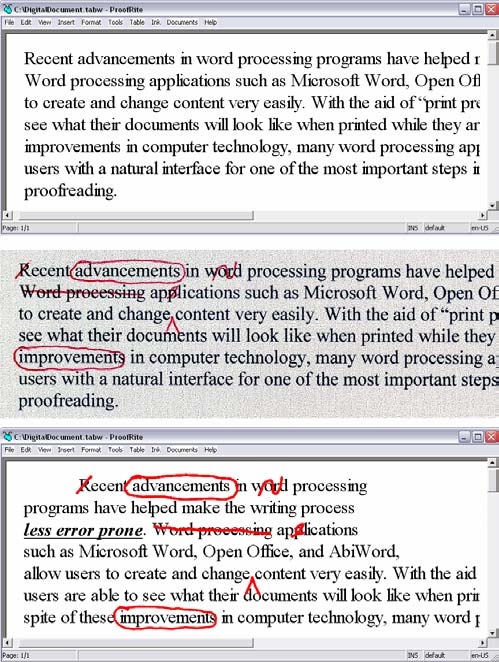 C:\DigitalDocument.tabw - ProofRite
File Edit View Insert Format Tools Table Ink Documents Help
Recent advancements in word processing programs have helped r
Word processing applications such as Microsoft Word, Open Off
to create and change content very easily. With the aid of “print pre
see what their documents will look like when printed while they ar
improvements in computer technology, many word processing app
users with a natural interface for one of the most important steps i
proofreading.
Page: 1/1 INS default en-US
Recent advancements in word processing programs have helped
Word processing applications such as Microsoft Word, Open Of
to create and change content very easily. With the aid of “print p
see what their documents will look like when printed while they
improvements in computer technology, many word processing a
users with a natural interface for one of the most important steps
proofreading.
C:\DigitalDocument.tabw - ProofRite
File Edit View Insert Format Tools Table Ink Documents Help
Recent advancements in word processing
programs have helped make the writing process
less error prone. Word processing applications
such as Microsoft Word, Open Office, and AbiWord,
allow users to create and change content very easily. With the aid
users are able to see what their documents will look like when prin
spite of these improvements in computer technology, many word p
Page: 1/1 INS default en-US